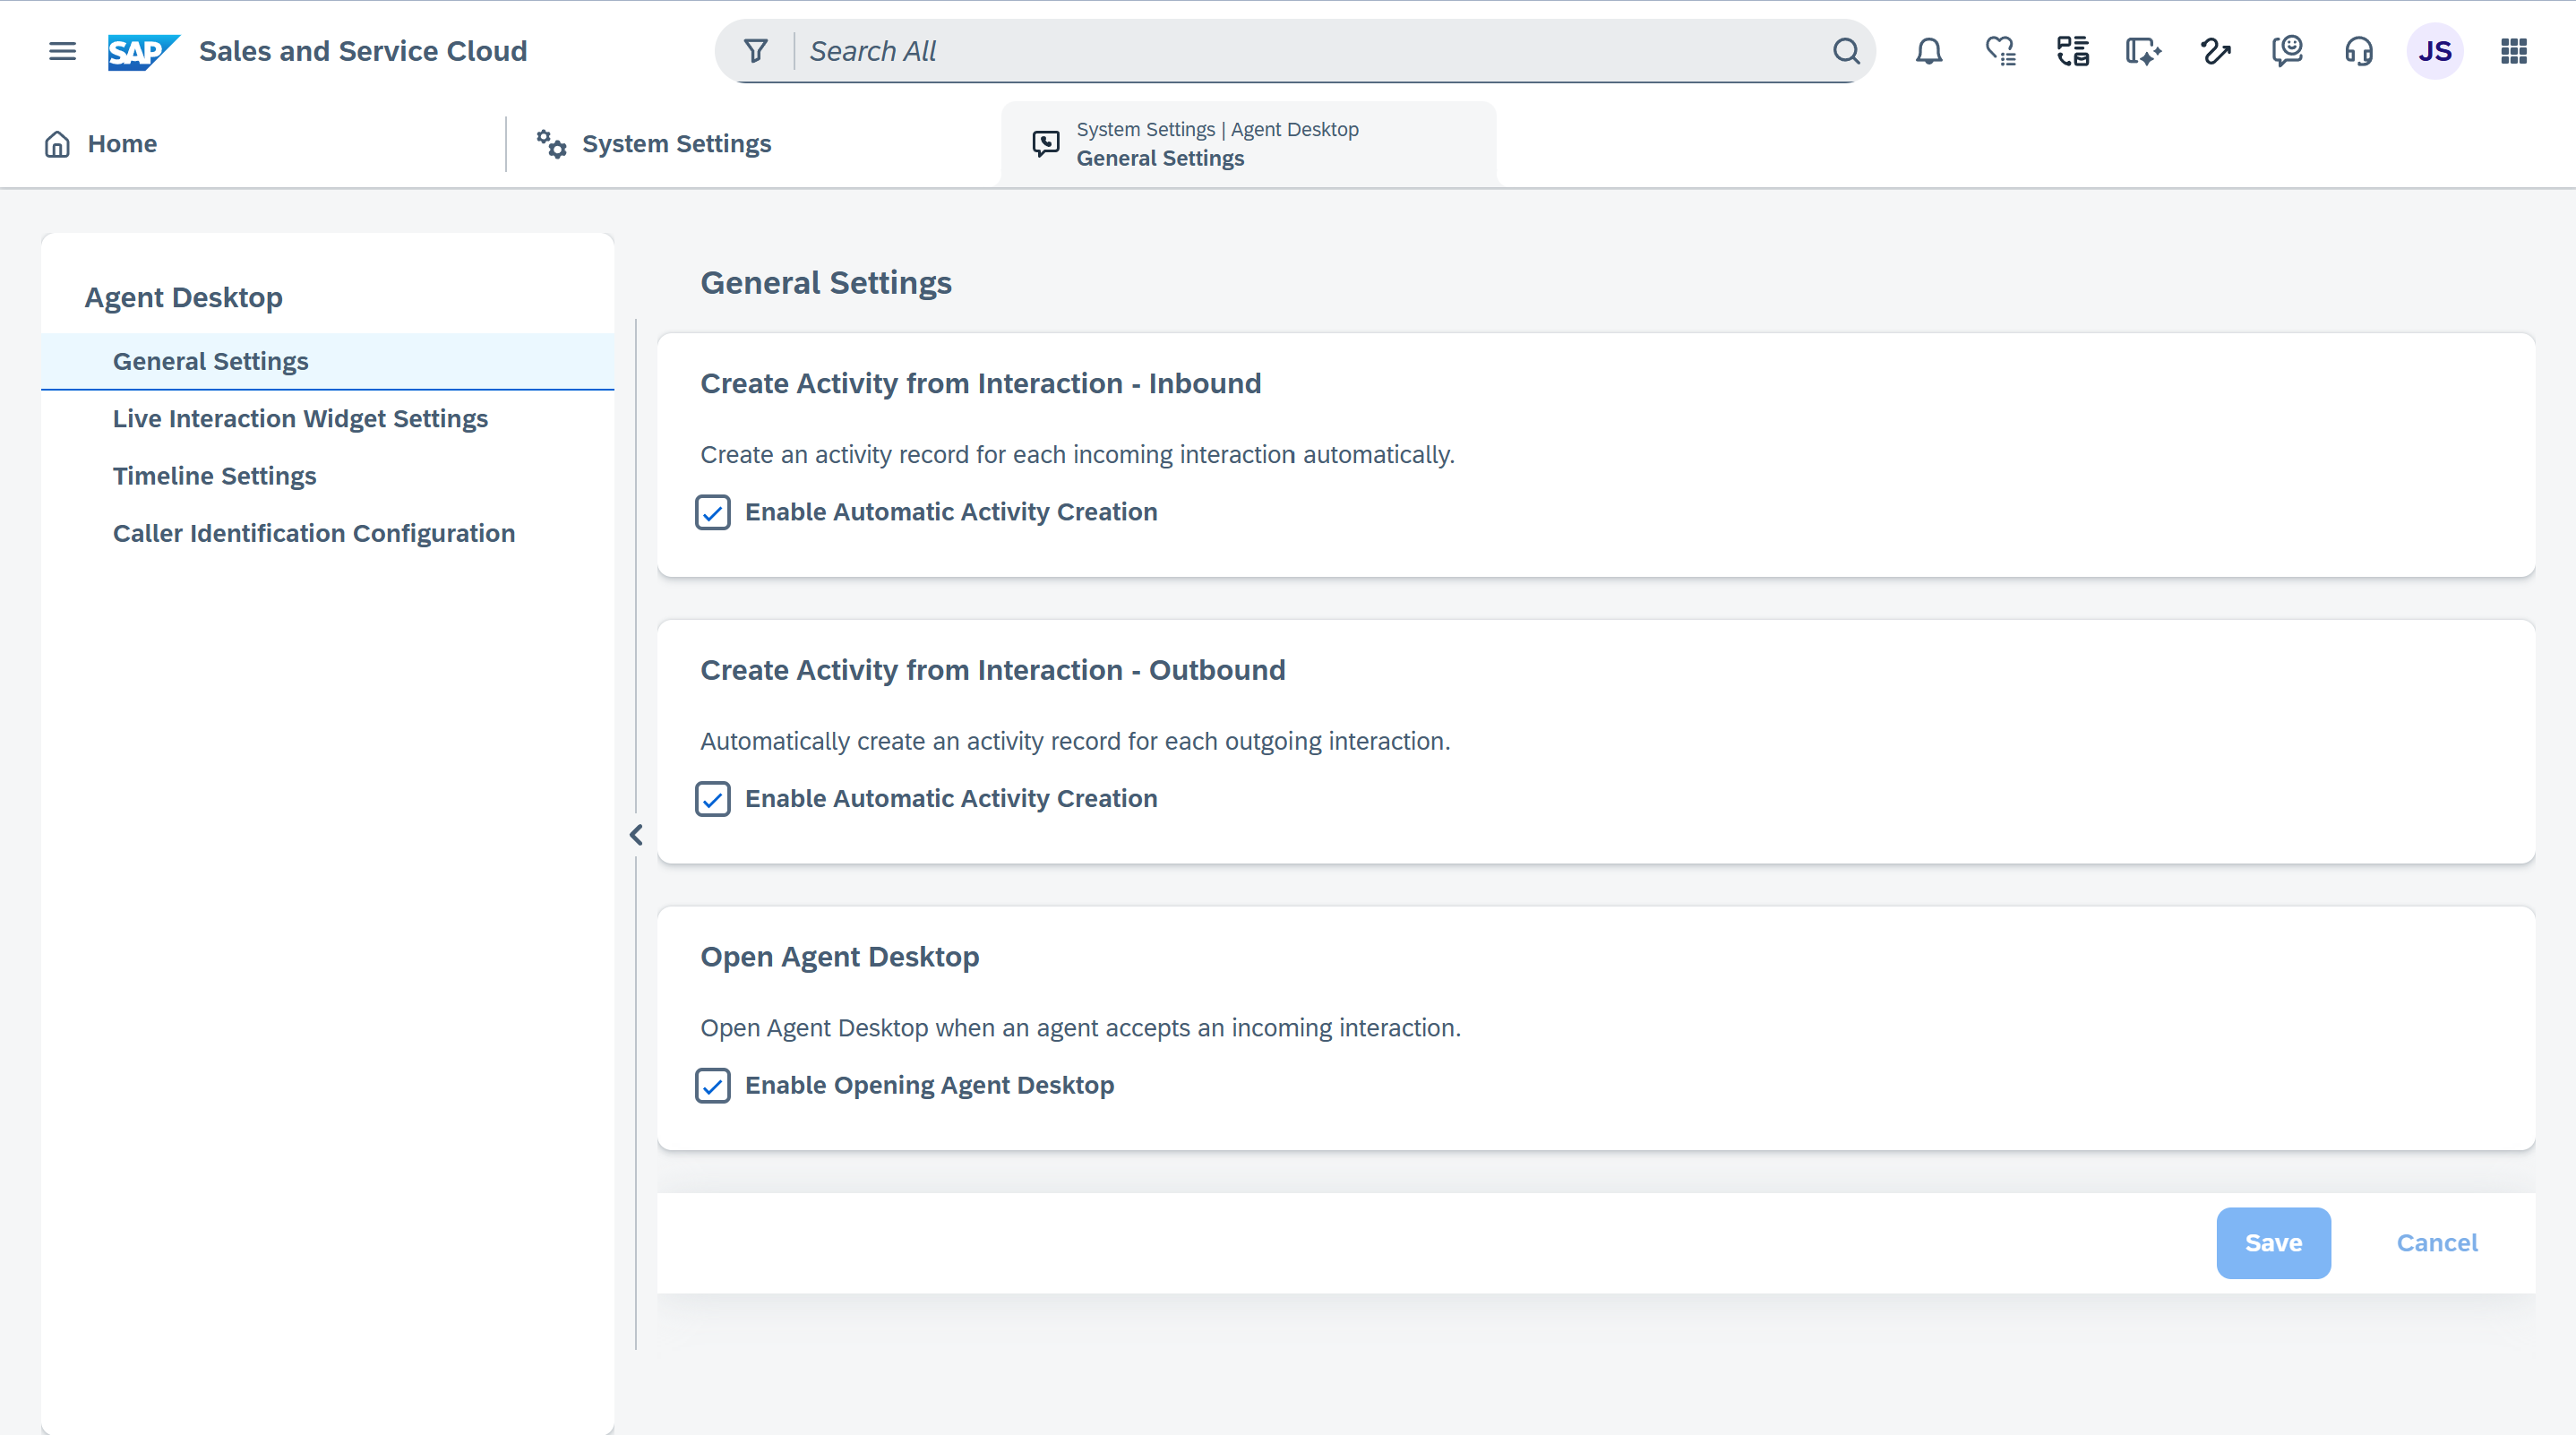 SAP Sales and Service Cloud
Search All
JS
Home
System Settings
System Settings | Agent Desktop
General Settings
Agent Desktop
General Settings
Live Interaction Widget Settings
Timeline Settings
Caller Identification Configuration
General Settings
Create Activity from Interaction - Inbound
Create an activity record for each incoming interaction automatically.
Enable Automatic Activity Creation
Create Activity from Interaction - Outbound
Automatically create an activity record for each outgoing interaction.
Enable Automatic Activity Creation
Open Agent Desktop
Open Agent Desktop when an agent accepts an incoming interaction.
Enable Opening Agent Desktop
Save
Cancel